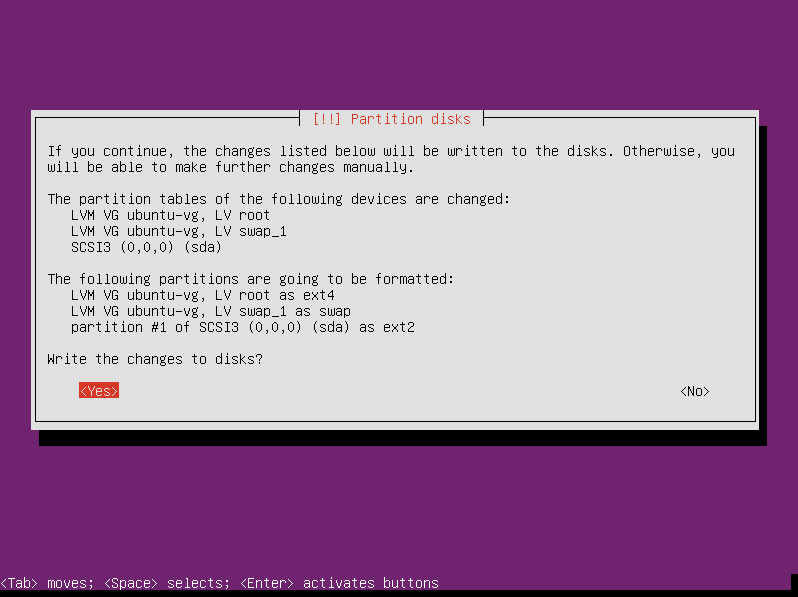 [!!] Partition disks
If you continue, the changes listed below will be written to the disks. Otherwise, you
will be able to make further changes manually.
The partition tables of the following devices are changed:
LVM VG ubuntu-vg, LV root
LVM VG ubuntu-vg, LV swap_1
SCSI3 (0,0,0) (sda)
The following partitions are going to be formatted:
LVM VG ubuntu-vg, LV root as ext4
LVM VG ubuntu-vg, LV swap_1 as swap
partition #1 of SCSI3 (0,0,0) (sda) as ext2
Write the changes to disks?
<Yes> <No>
<Tab> moves; <Space> selects; <Enter> activates buttons